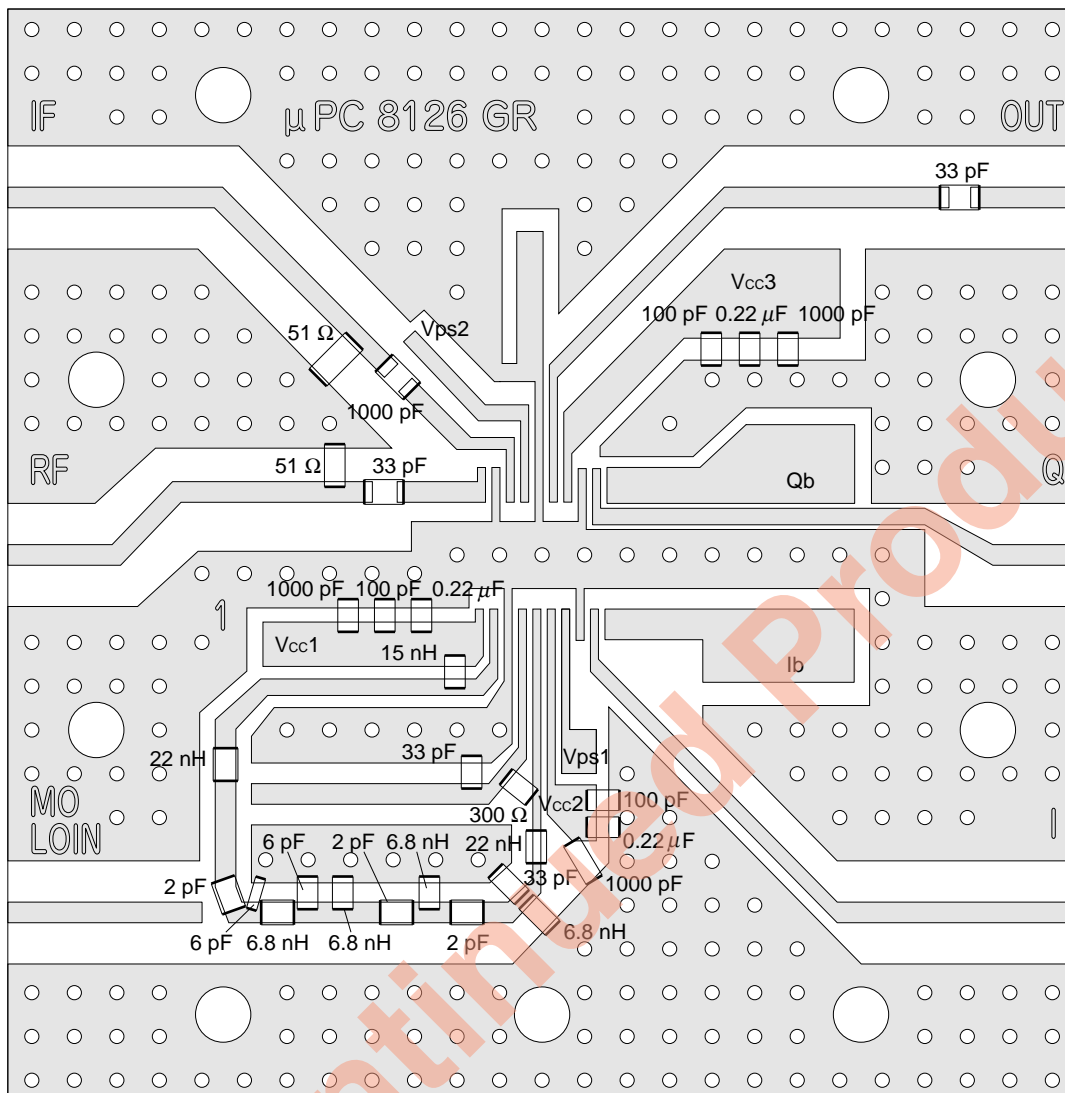 IF
μ PC 8126 GR
OUT
33 pF
Vcc3
100 pF 0.22 μF 1000 pF
51 Ω
Vps2
1000 pF
RF
51 Ω
33 pF
Qb
Q
1000 pF 100 pF 0.22 μF
1
Vcc1
15 nH
Ib
22 nH
33 pF
Vps1
MO
LOIN
300 Ω
Vcc2
100 pF
6 pF
2 pF
6.8 nH
22 nH
0.22 μF
I
2 pF
33 pF
1000 pF
6 pF
6.8 nH
6.8 nH
2 pF
6.8 nH
ntinued Produ